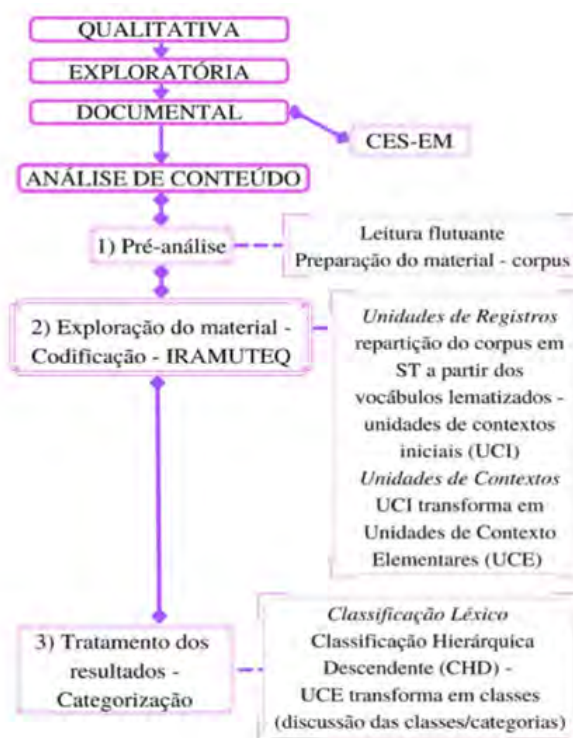 QUALITATIVA
EXPLORATÓRIA
DOCUMENTAL
CES-EM
ANÁLISE DE CONTEÚDO
1) Pré-análise
Leitura flutuante
Preparação do material - corpus
2) Exploração do material -
Codificação - IRAMUTEQ
Unidades de Registros
repartição do corpus em
ST a partir dos
vocábulos lematizados -
unidades de contextos
iniciais (UCI)
Unidades de Contextos
UCI transforma em
Unidades de Contexto
Elementares (UCE)
3) Tratamento dos
resultados -
Categorização
Classificação Léxico
Classificação Hierárquica
Descendente (CHD) -
UCE transforma em classes
(discussão das classes/categorias)